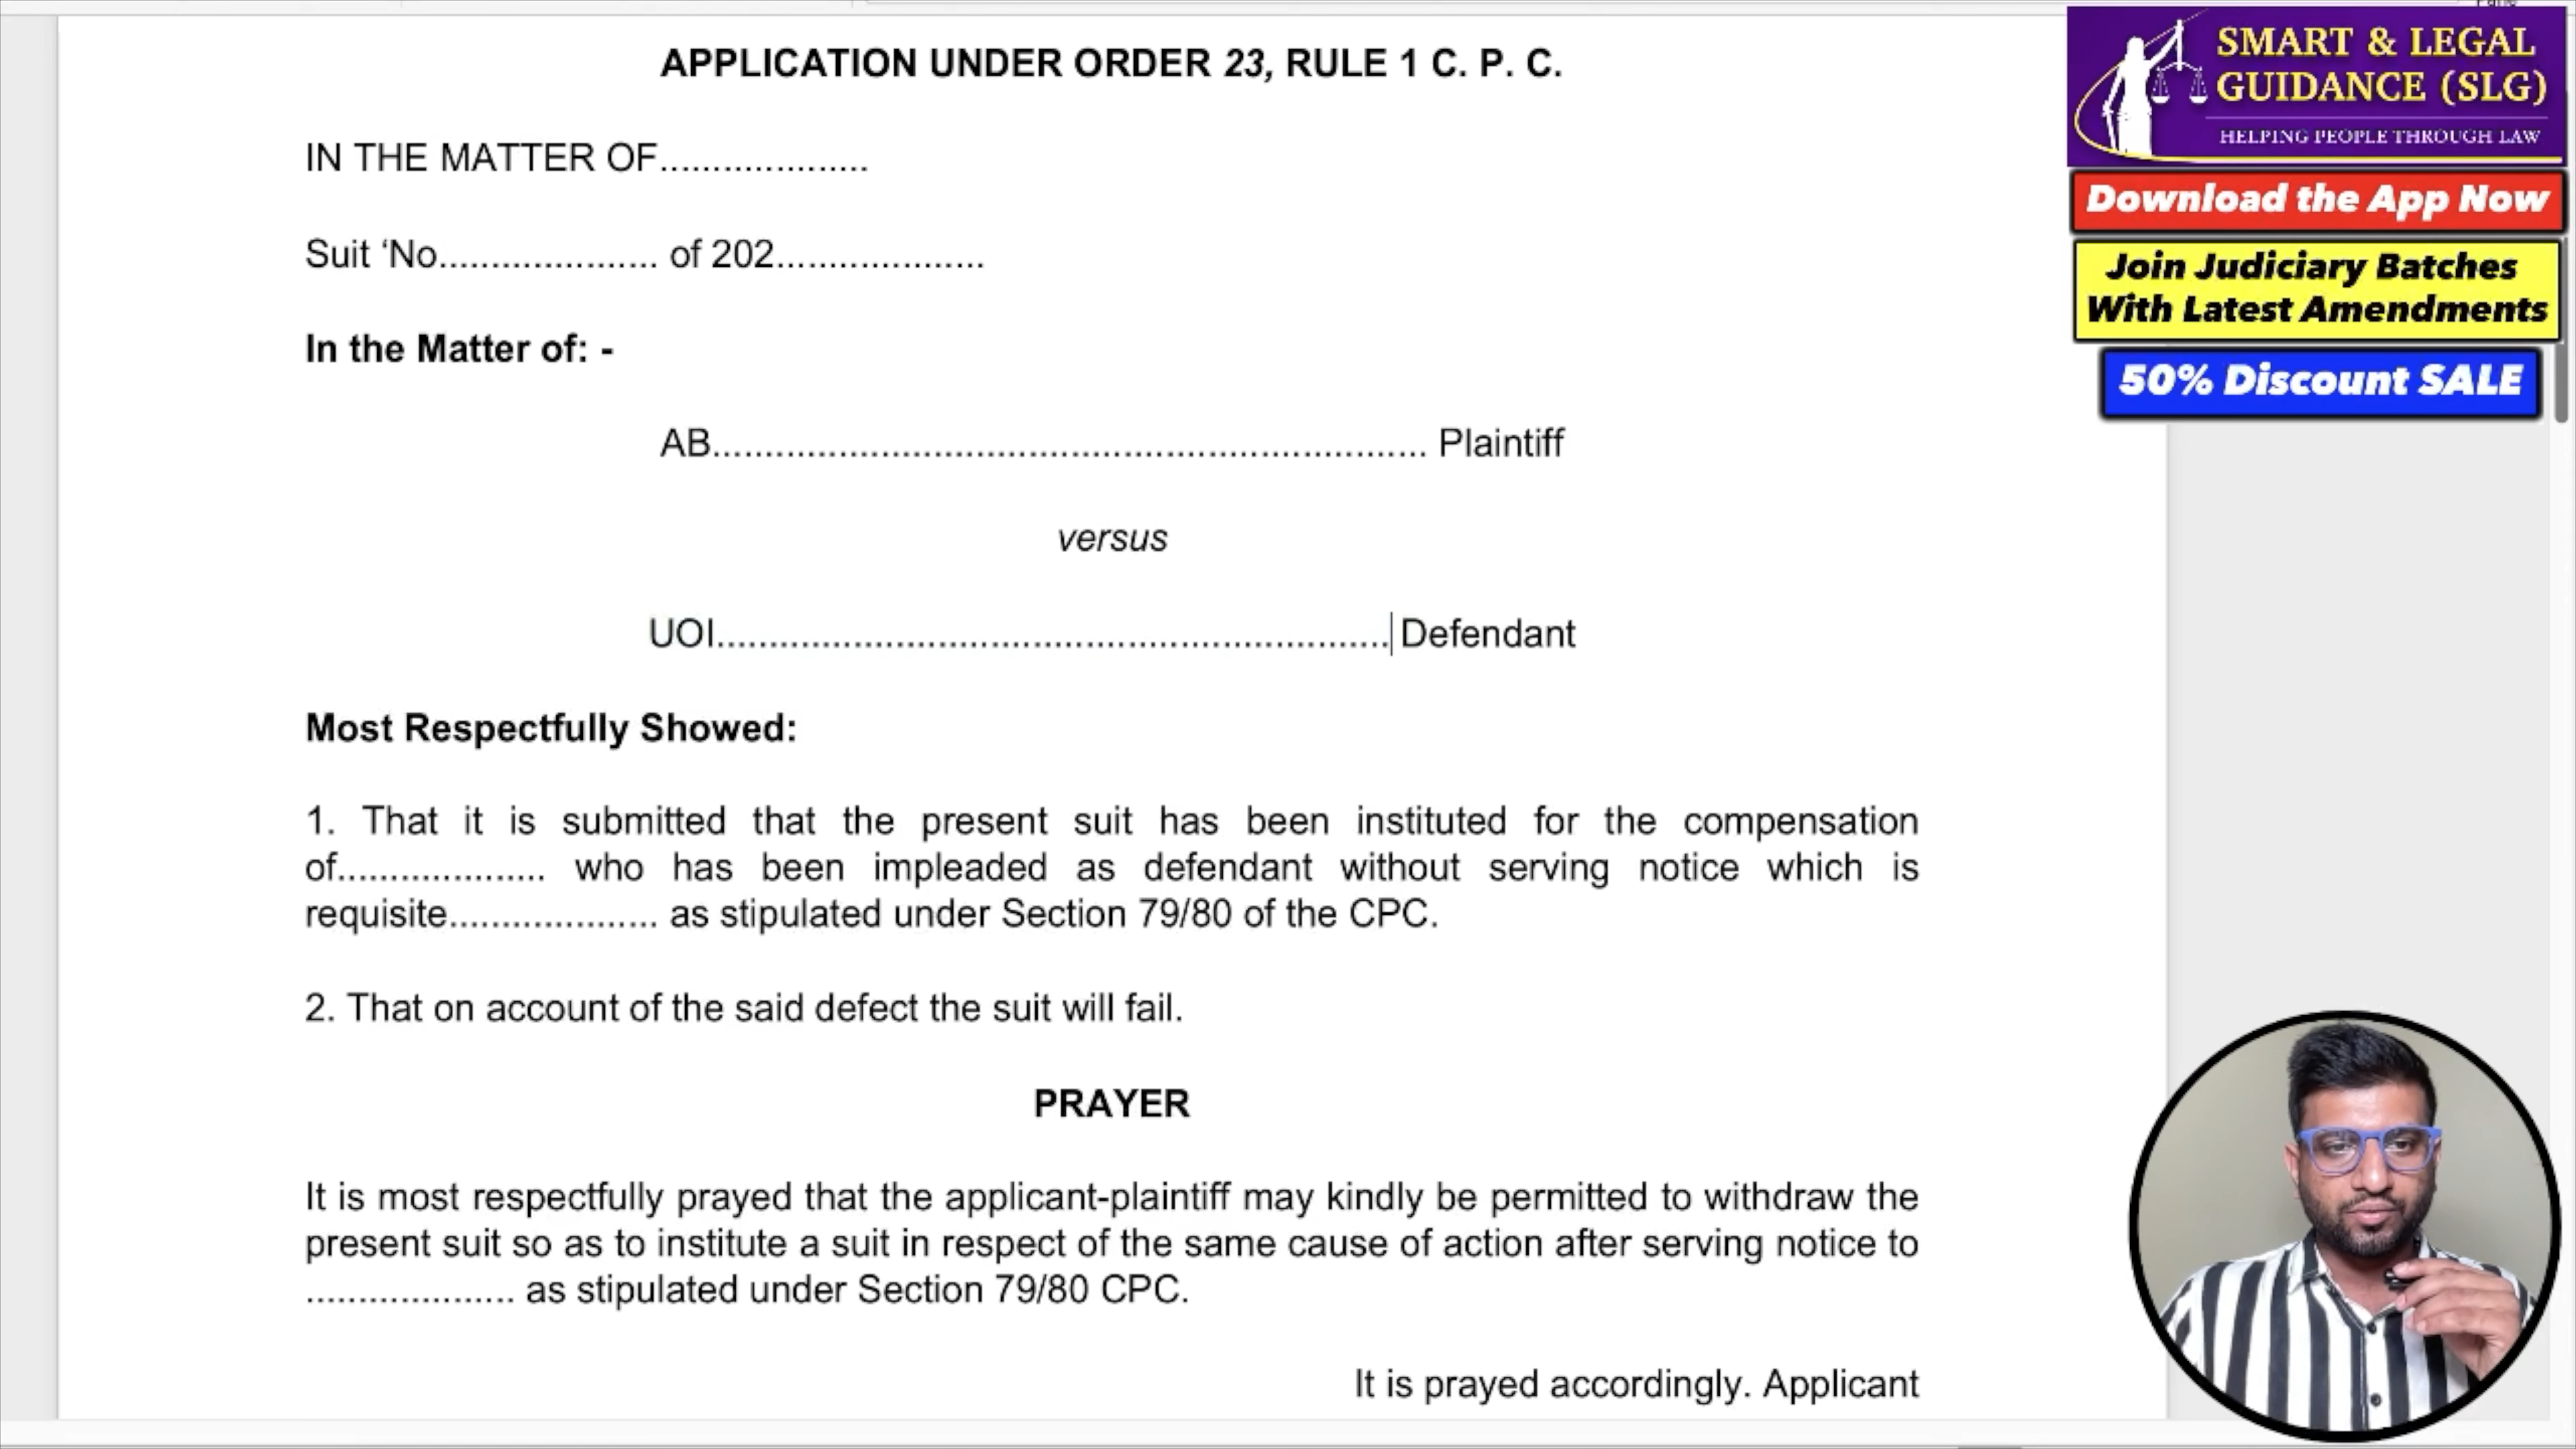 APPLICATION UNDER ORDER 23, RULE 1 C. P. C.
IN THE MATTER OF....................
Suit ‘No..................... of 202....................
In the Matter of: -
AB..................................................................... Plaintiff
versus
UOI................................................................. Defendant
Most Respectfully Showed:
1. That it is submitted that the present suit has been instituted for the compensation
of.................... who has been impleaded as defendant without serving notice which is
requisite.................... as stipulated under Section 79/80 of the CPC.
2. That on account of the said defect the suit will fail.
PRAYER
It is most respectfully prayed that the applicant-plaintiff may kindly be permitted to withdraw the
present suit so as to institute a suit in respect of the same cause of action after serving notice to
.................... as stipulated under Section 79/80 CPC.
It is prayed accordingly. Applicant
SMART & LEGAL
GUIDANCE (SLG)
HELPING PEOPLE THROUGH LAW
Download the App Now
Join Judiciary Batches
With Latest Amendments
50% Discount SALE